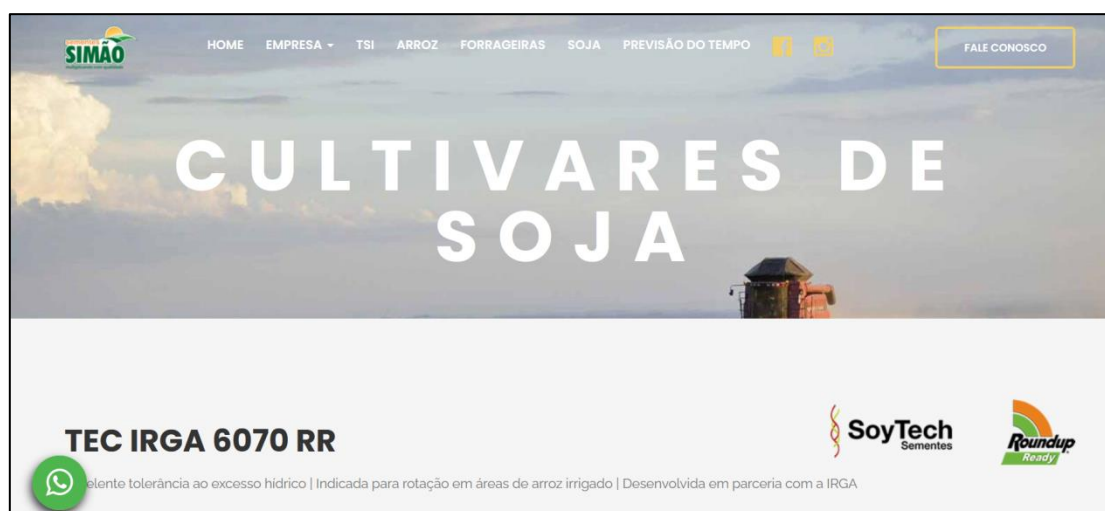 SIMÃO
HOME EMPRESA TSI ARROZ FORRAGEIRAS SOJA PREVISÃO DO TEMPO FALE CONOSCO
CULTIVARES DE
SOJA
TEC IRGA 6070 RR
SoyTech
Sementes
Roundup
Ready
elente tolerância ao excesso hídrico | Indicada para rotação em áreas de arroz irrigado | Desenvolvida em parceria com a IRGA